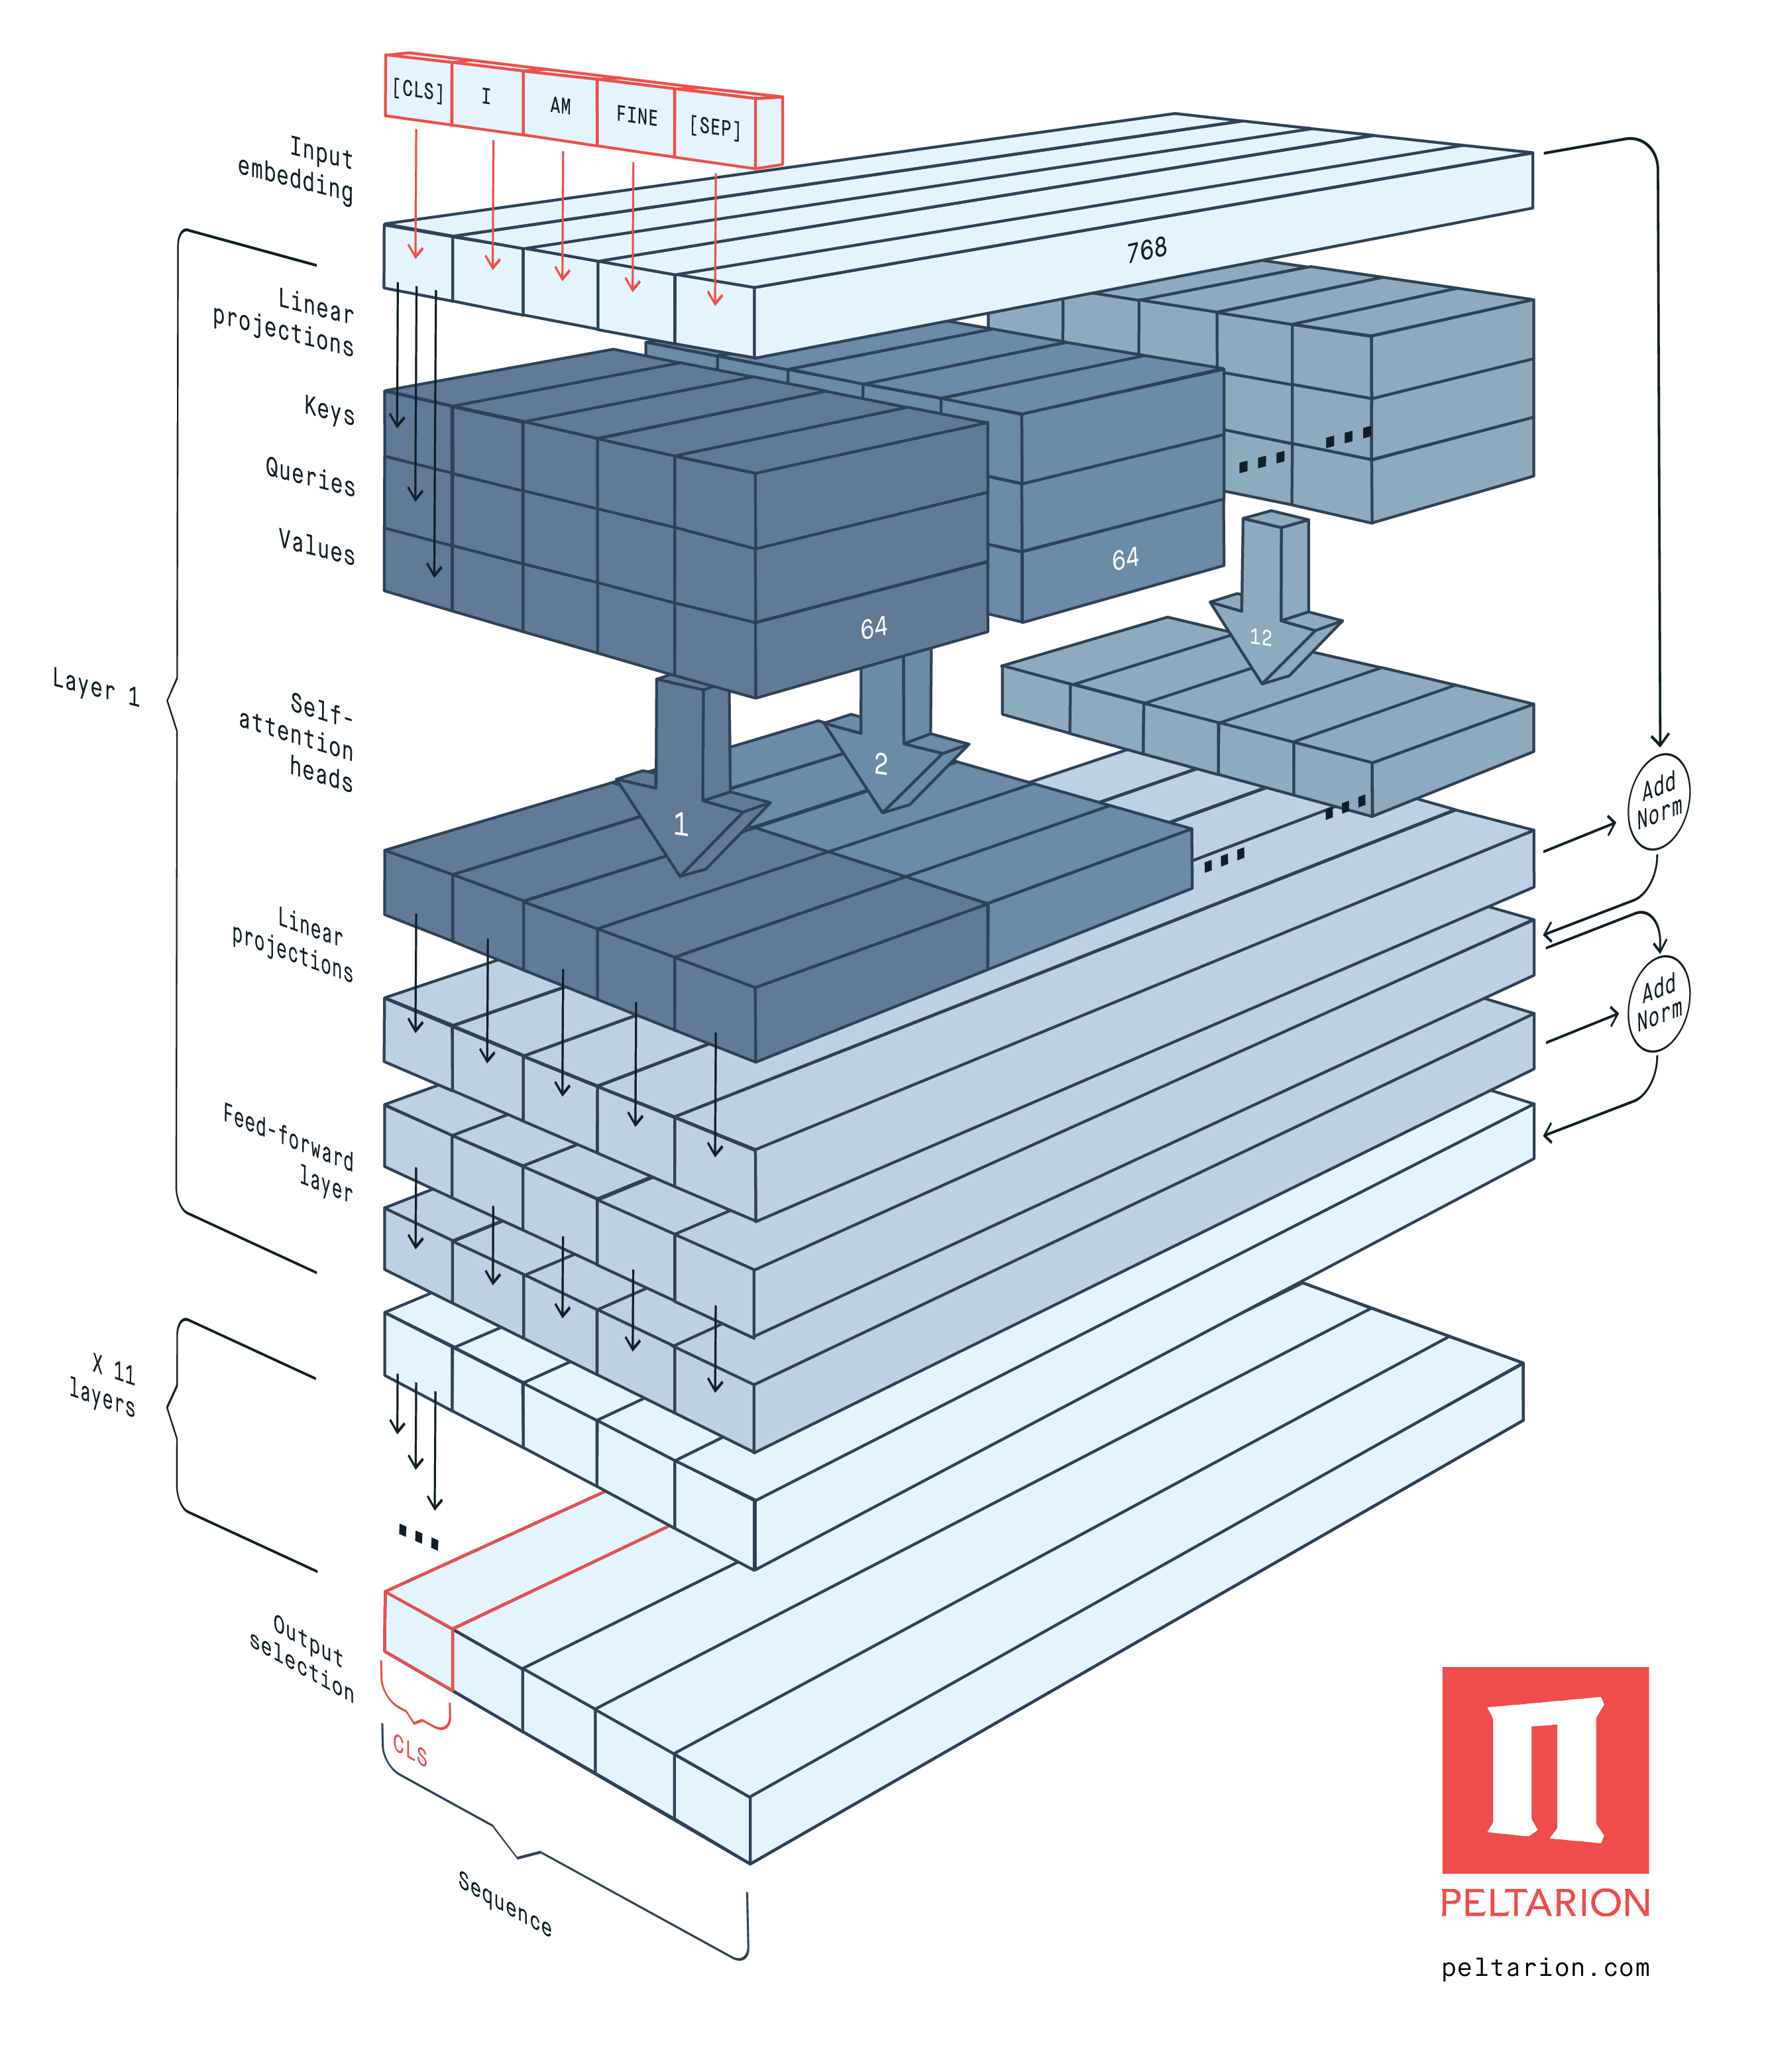 [CLS] I AM FINE [SEP]
Input
embedding
768
Linear
projections
Keys
Queries
Values
64
64
12
Layer 1
Self-
attention
heads
1
2
Add
Norm
Linear
projections
Add
Norm
Feed-forward
layer
X 11
layers
Output
selection
CLS
Sequence
PELTARION
peltarion.com